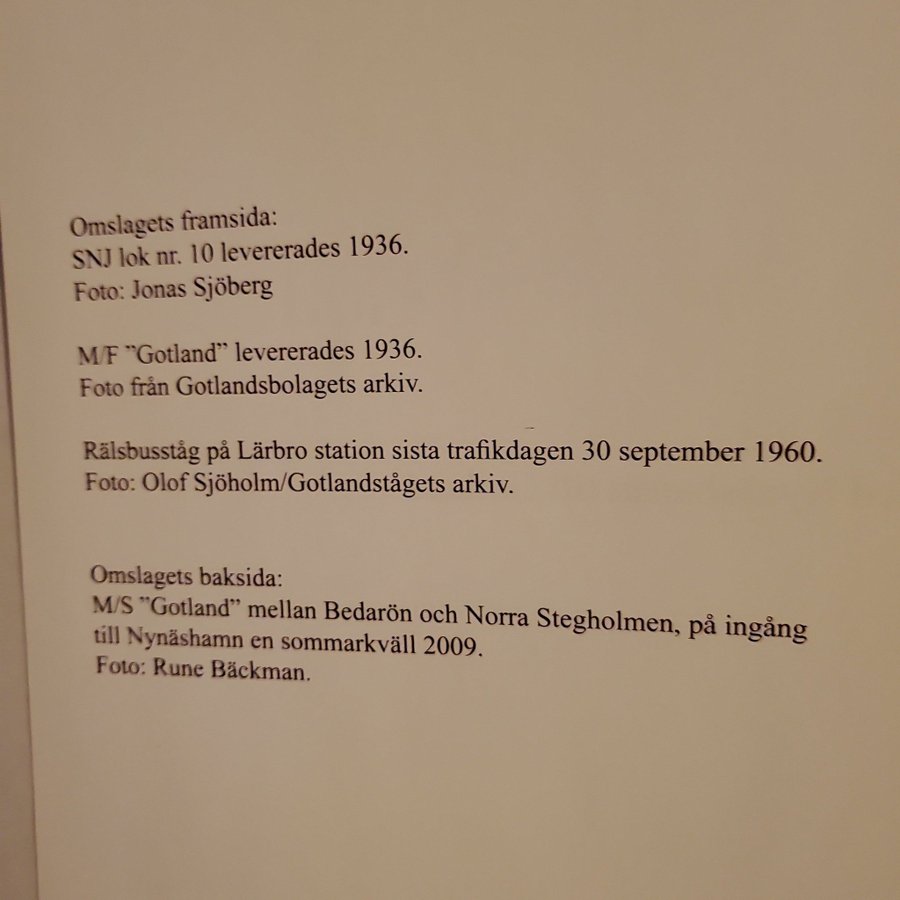 Omslagets framsida:
SNJ lok nr. 10 levererades 1936.
Foto: Jonas Sjöberg
M/F ”Gotland” levererades 1936.
Foto från Gotlandsbolagets arkiv.
Rälsbusståg på Lärbro station sista trafikdagen 30 september 1960.
Foto: Olof Sjöholm/Gotlandstågets arkiv.
Omslagets baksida:
M/S ”Gotland” mellan Bedarön och Norra Stegholmen, på ingång
till Nynäshamn en sommarkväll 2009.
Foto: Rune Bäckman.